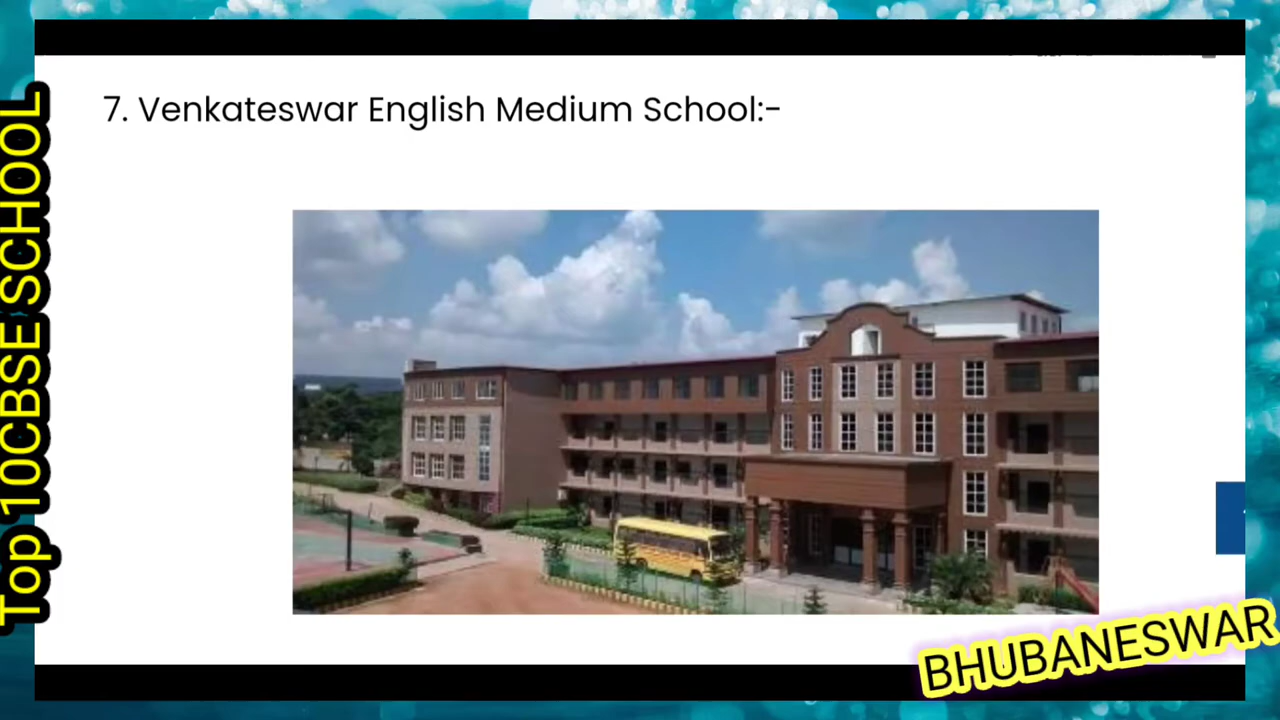 7. Venkateswar English Medium School:-
Top 10CBSE SCHOOL
BHUBANESWAR